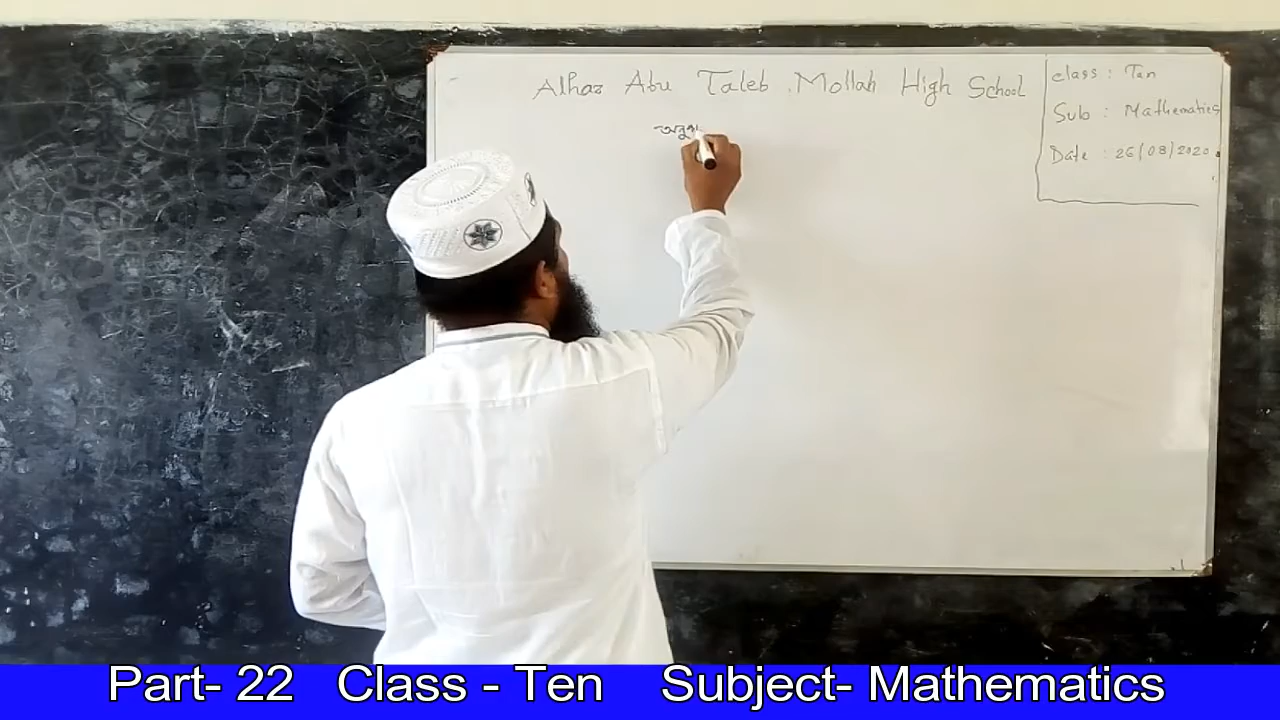 Alhaz Abu Taleb Mollah High School
Class : Ten
Sub : Mathematics
Date : 26/08/2020
Part- 22 Class - Ten Subject- Mathematics